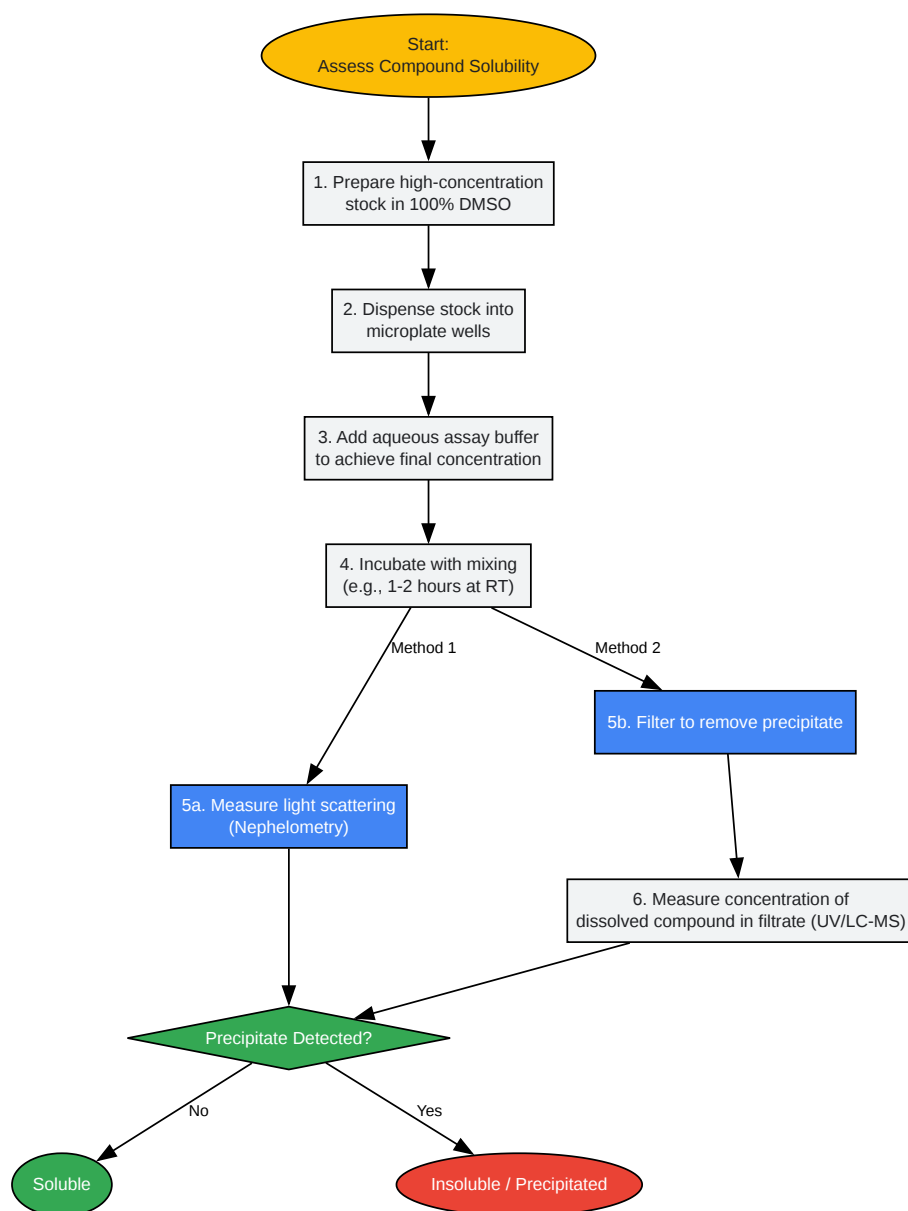 Start:
Assess Compound Solubility
1. Prepare high-concentration
stock in 100% DMSO
2. Dispense stock into
microplate wells
3. Add aqueous assay buffer
to achieve final concentration
4. Incubate with mixing
(e.g., 1-2 hours at RT)
Method 1
Method 2
5b. Filter to remove precipitate
5a. Measure light scattering
(Nephelometry)
6. Measure concentration of
dissolved compound in filtrate (UV/LC-MS)
Precipitate Detected?
No
Yes
Soluble
Insoluble / Precipitated